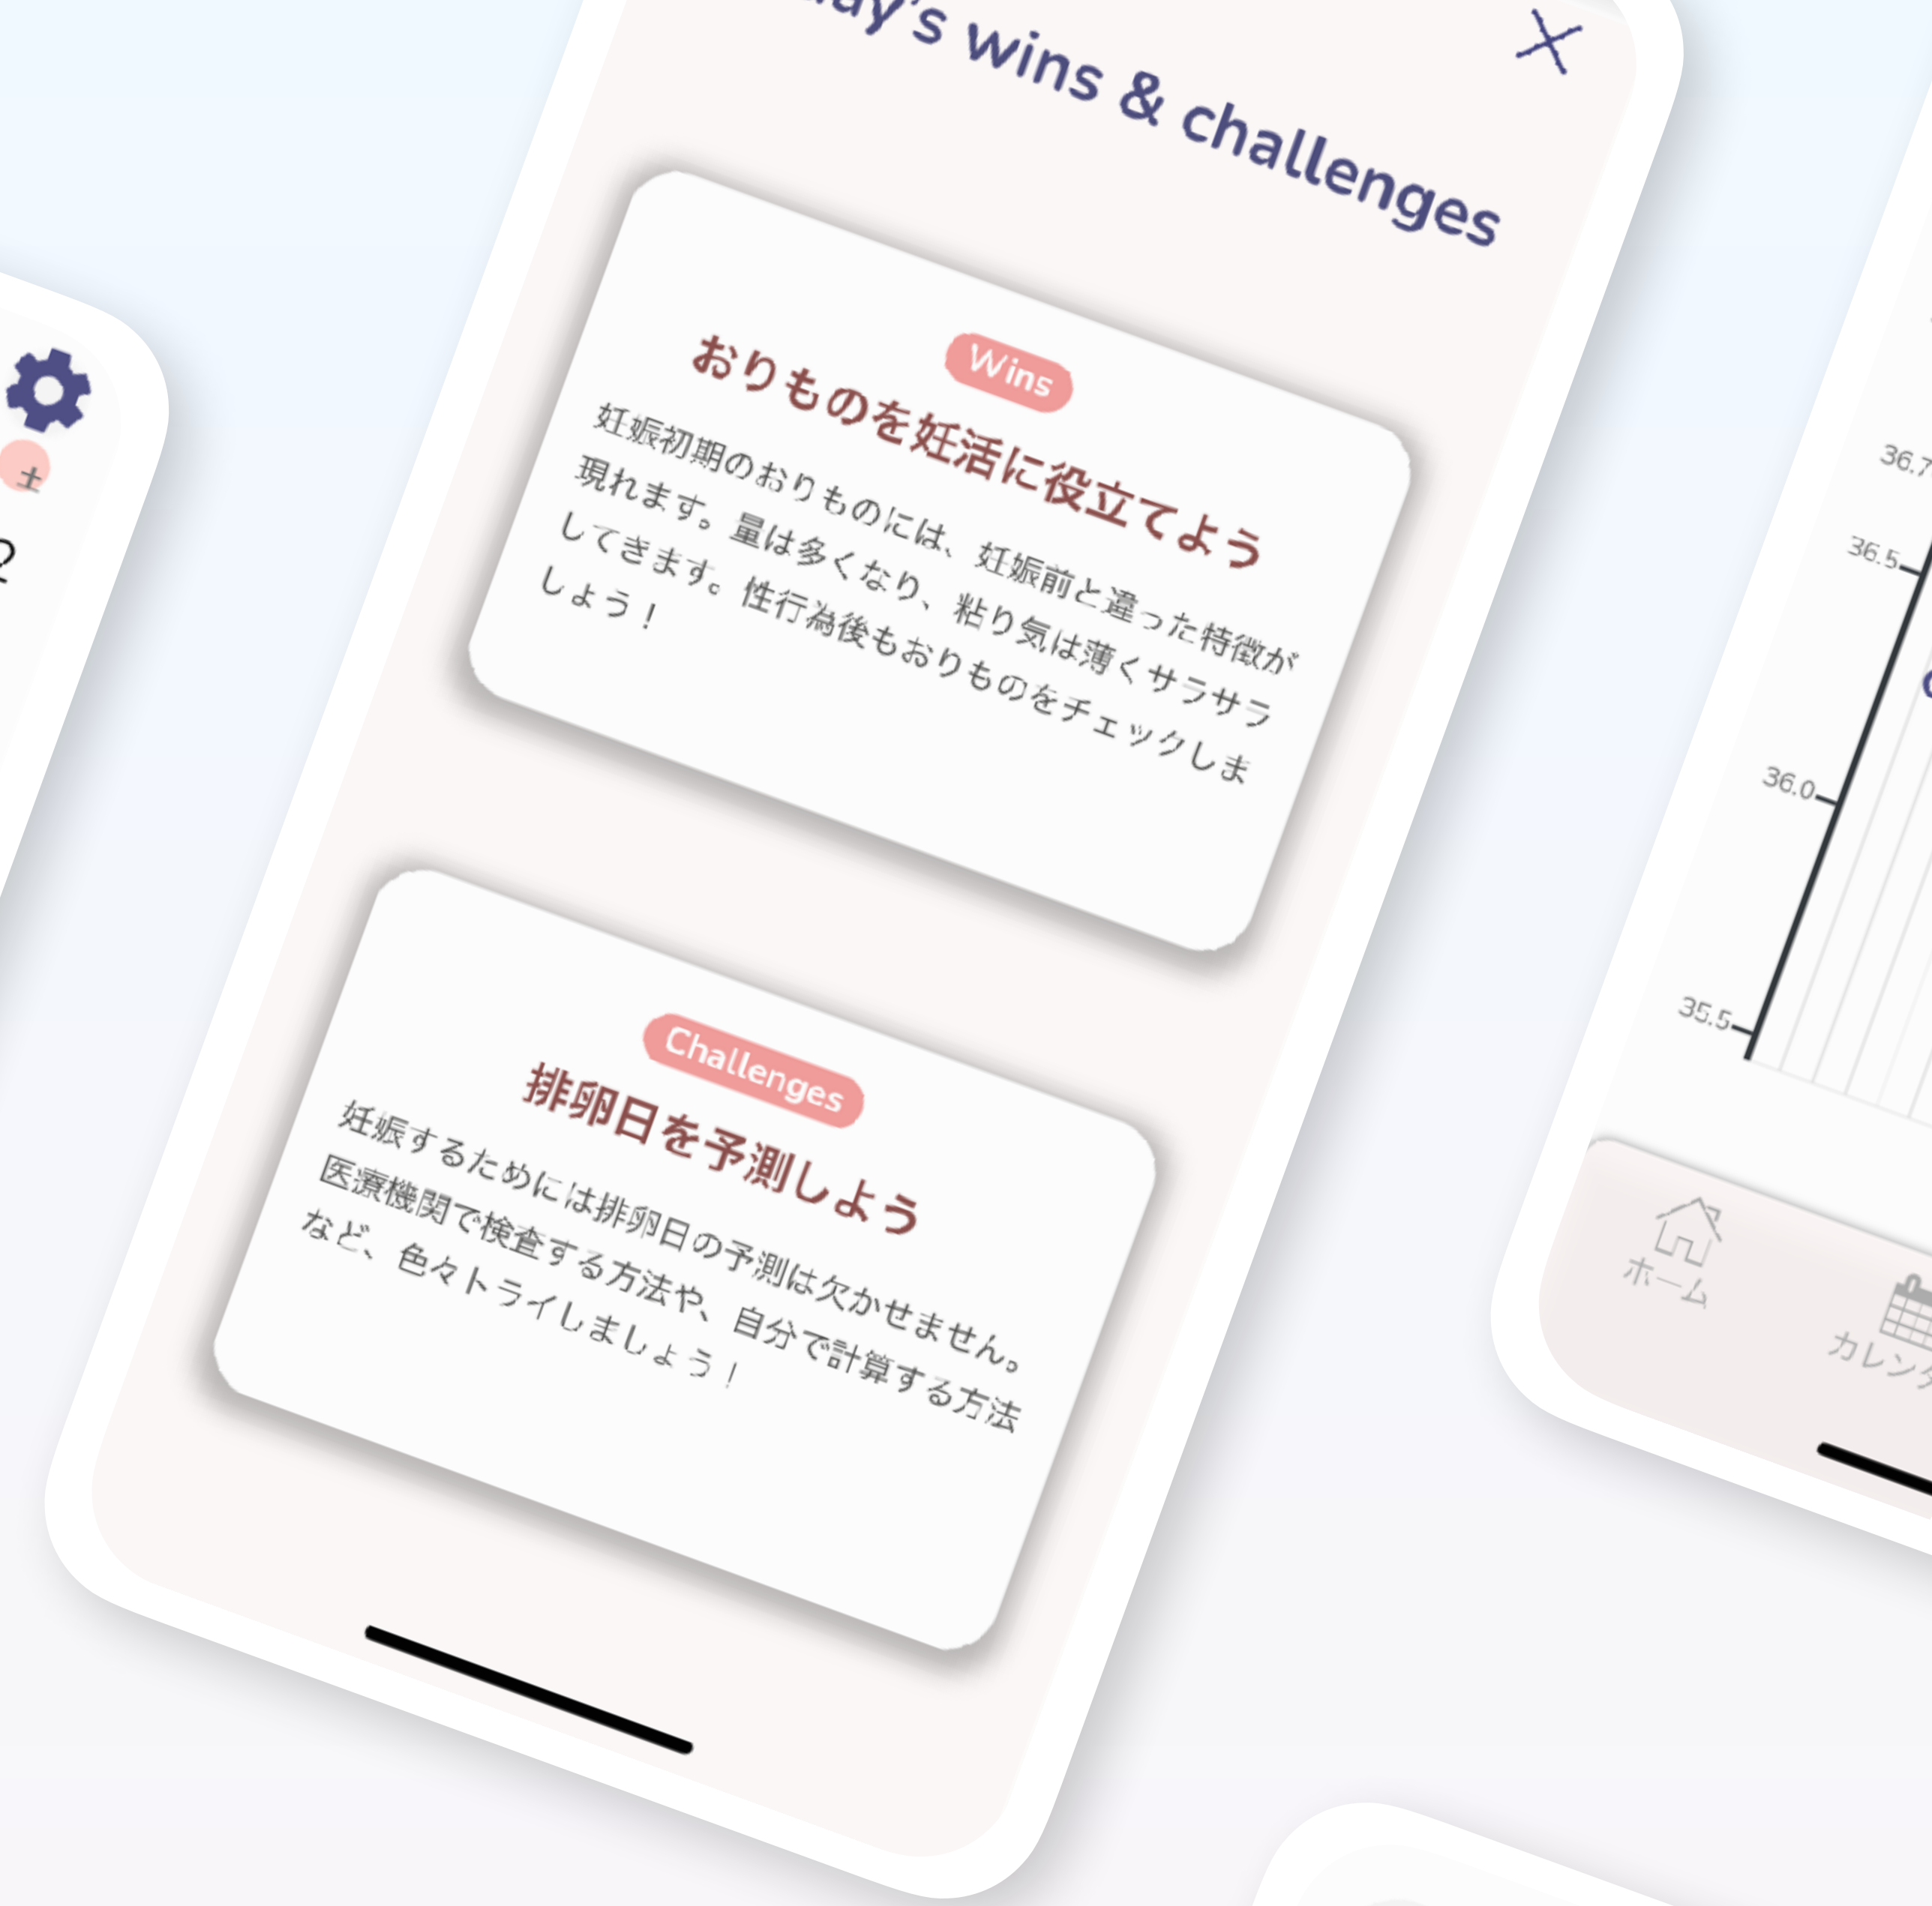 day's wins & challenges
Wins
おりものを妊活に役立てよう
妊娠初期のおりものには、妊娠前と違った特徴が
現れます。量は多くなり、粘り気は薄くサラサラ
してきます。性行為後もおりものをチェックしま
しょう！
Challenges
排卵日を予測しよう
妊娠するためには排卵日の予測は欠かせません。
医療機関で検査する方法や、自分で計算する方法
など、色々トライしましょう！
土
2
36.7
36.5
36.0
35.5
ホーム
カレンダ